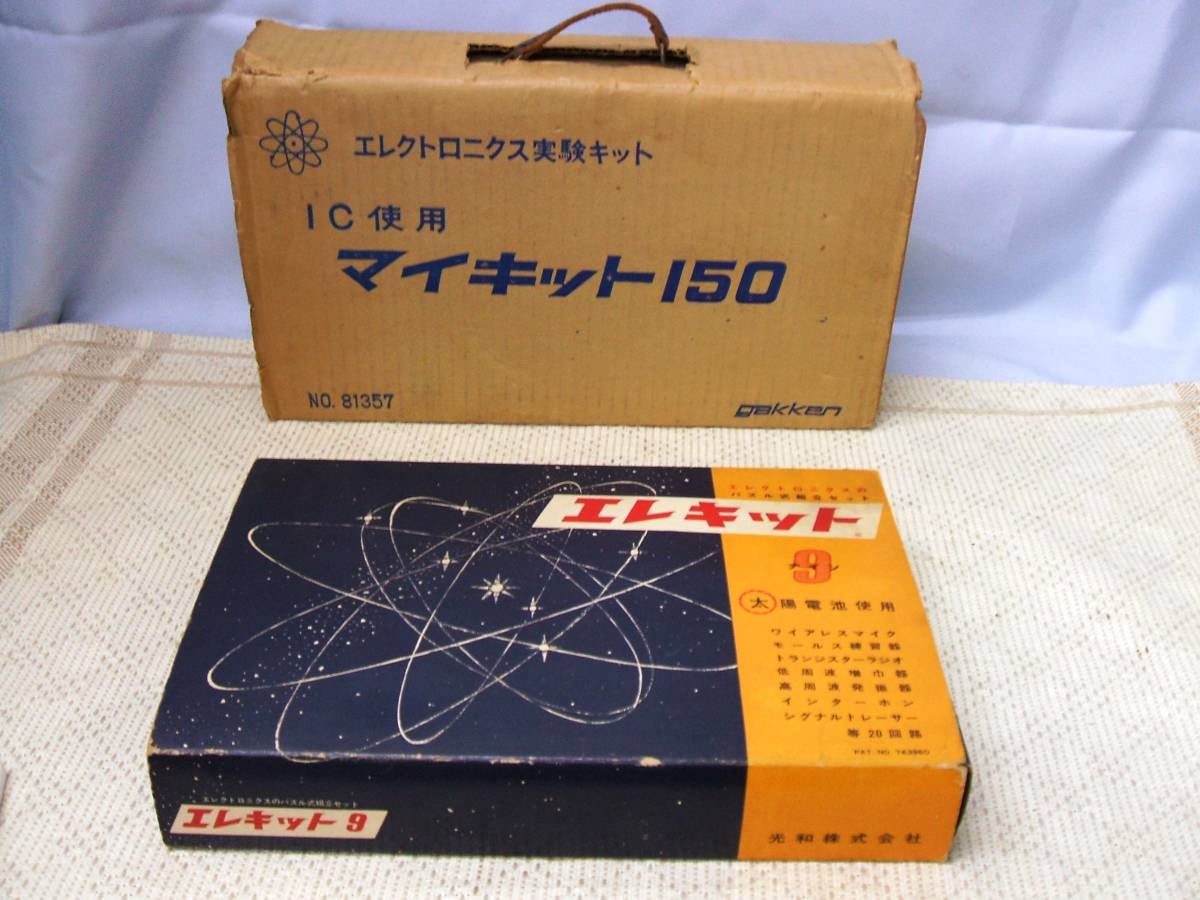 エレクトロニクス実験キット
IC使用
マイキット150
NO. 81357
gakken
エレクトロニクスの
パズル式組立セット
エレキット
9
ナイン
太陽電池使用
ワイアレスマイク
モールス練習器
トランジスターラジオ
低周波増巾器
高周波発振器
インターホン
シグナルトレーサー
等20回路
PAT. NO. 743960
エレクトロニクスのパズル式組立セット
エレキット9
光和株式会社